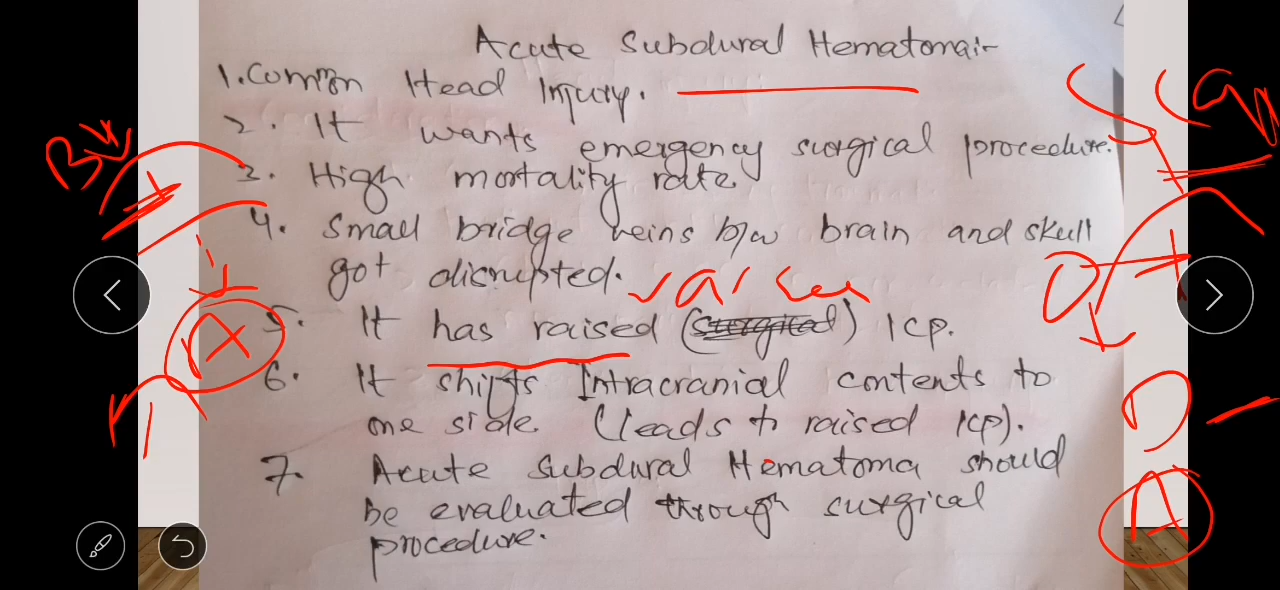 Acute Subdural Hematoma:-
1. Common Head Injury.
2. It wants emergency surgical procedure.
3. High mortality rate
4. Small bridge veins b/w brain and skull
got disrupted.
5. It has raised (surgical) ICP.
6. It shifts Intracranial contents to
one side (leads to raised ICP).
7. Acute Subdural Hematoma should
be evaluated through surgical
procedure.